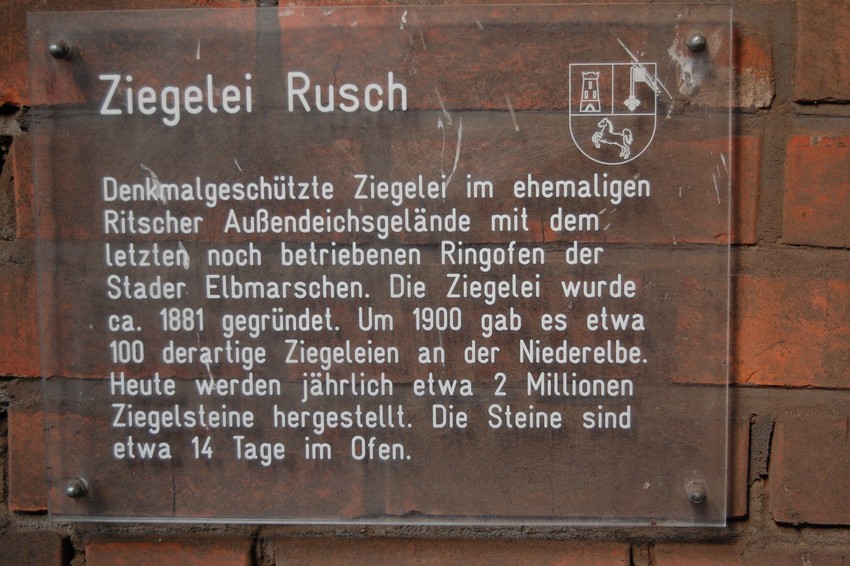 Ziegelei Rusch
Denkmalgeschützte Ziegelei im ehemaligen
Ritscher Außendeichsgelände mit dem
letzten noch betriebenen Ringofen der
Stader Elbmarschen. Die Ziegelei wurde
ca. 1881 gegründet. Um 1900 gab es etwa
100 derartige Ziegeleien an der Niederelbe.
Heute werden jährlich etwa 2 Millionen
Ziegelsteine hergestellt. Die Steine sind
etwa 14 Tage im Ofen.